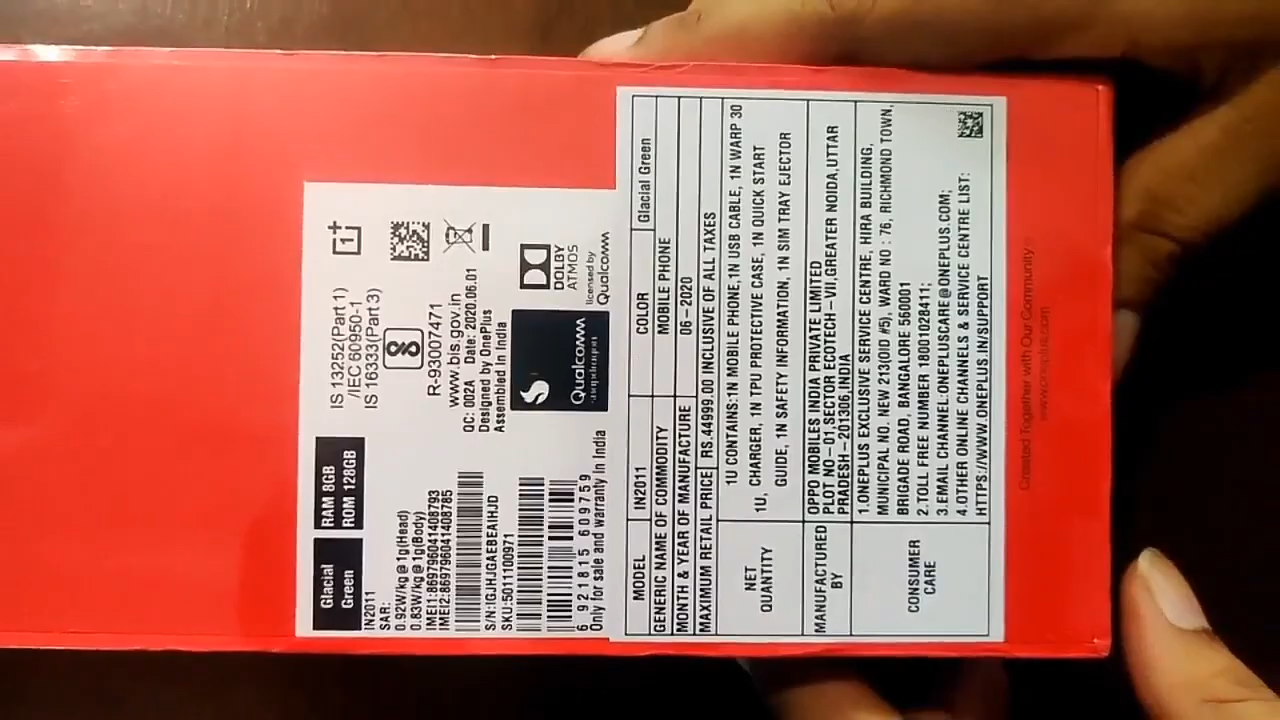 Glacial
Green
RAM 8GB
ROM 128GB
IN2011
SAR:
0.92W/kg@1g(Head)
0.83W/kg@1g(Body)
IMEI1:869796041408793
IMEI2:869796041408785
S/N:
SKU:5011100971
6 921815 609759
Only for sale and warranty in India
IS 13252(Part 1)
/IEC 60950-1
IS 16333(Part 3)
R-93007471
www.bis.gov.in
QC: 002A Date: 2020.06.01
Designed by OnePlus
Assembled in India
Qualcomm
snapdragon
DOLBY
ATMOS
licensed by
Qualcomm
MODEL IN2011 COLOR Glacial Green
GENERIC NAME OF COMMODITY MOBILE PHONE
MONTH & YEAR OF MANUFACTURE 06-2020
MAXIMUM RETAIL PRICE RS.44999.00 INCLUSIVE OF ALL TAXES
NET
QUANTITY
1U CONTAINS:1N MOBILE PHONE,1N USB CABLE, 1N WARP 30
1U, CHARGER, 1N TPU PROTECTIVE CASE, 1N QUICK START
GUIDE, 1N SAFETY INFORMATION, 1N SIM TRAY EJECTOR
MANUFACTURED
BY
OPPO MOBILES INDIA PRIVATE LIMITED
PLOT NO-01,SECTOR ECOTECH-VII,GREATER NOIDA,UTTAR
PRADESH-201306,INDIA
CONSUMER
CARE
1.ONEPLUS EXCLUSIVE SERVICE CENTRE, HIRA BUILDING,
MUNICIPAL NO. NEW 213(OID #5), WARD NO : 76, RICHMOND TOWN,
BRIGADE ROAD, BANGALORE 560001
2.TOLL FREE NUMBER 18001028411;
3.EMAIL CHANNEL:ONEPLUSCARE@ONEPLUS.COM;
4.OTHER ONLINE CHANNELS & SERVICE CENTRE LIST:
HTTPS://WWW.ONEPLUS.IN/SUPPORT
Created Together with Our Community
www.oneplus.com